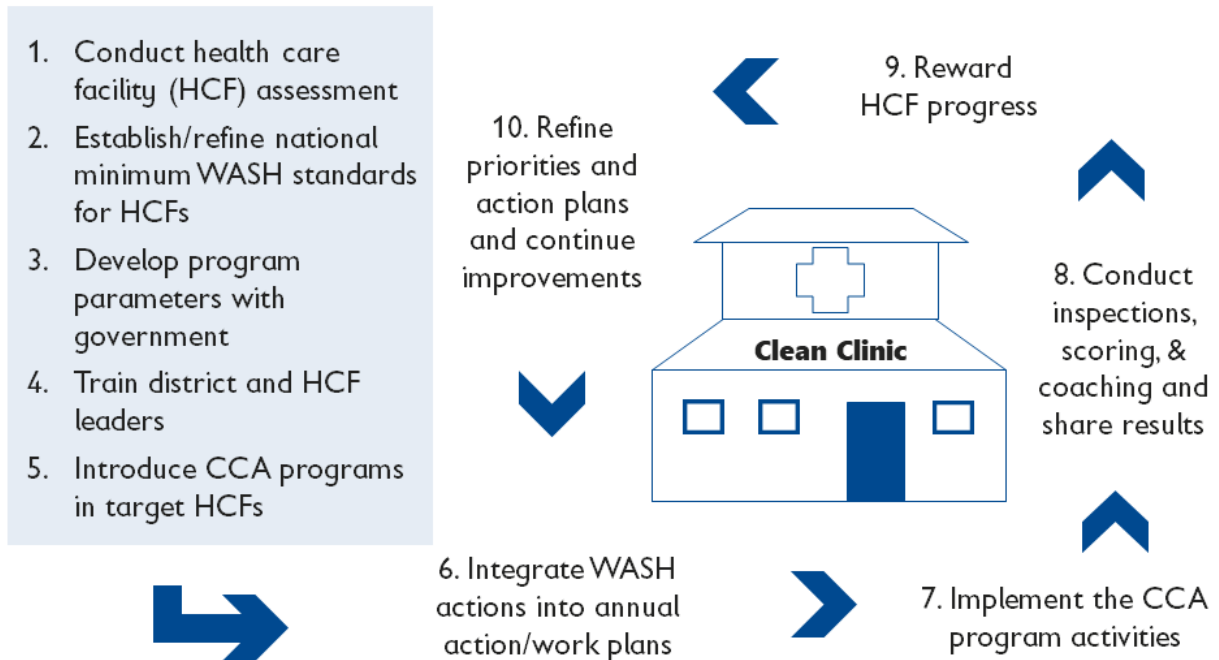 1. Conduct health care
facility (HCF) assessment
2. Establish/refine national
minimum WASH standards
for HCFs
3. Develop program
parameters with
government
4. Train district and HCF
leaders
5. Introduce CCA programs
in target HCFs
6. Integrate WASH
actions into annual
action/work plans
7. Implement the CCA
program activities
8. Conduct
inspections,
scoring, &
coaching and
share results
9. Reward
HCF progress
10. Refine
priorities and
action plans
and continue
improvements
Clean Clinic